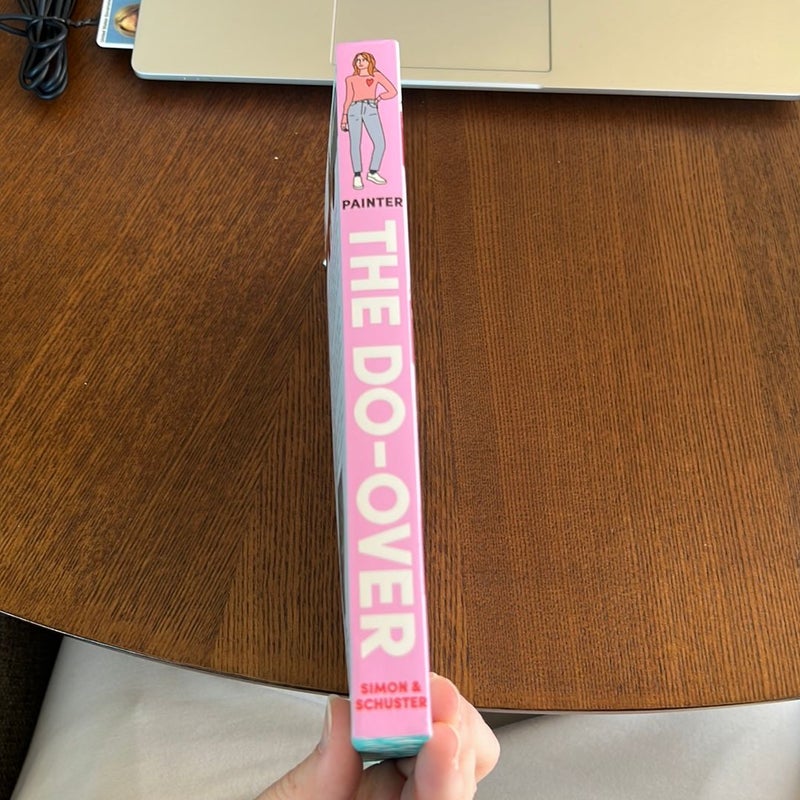 PAINTER
THE DO-OVER
SIMON &
SCHUSTER